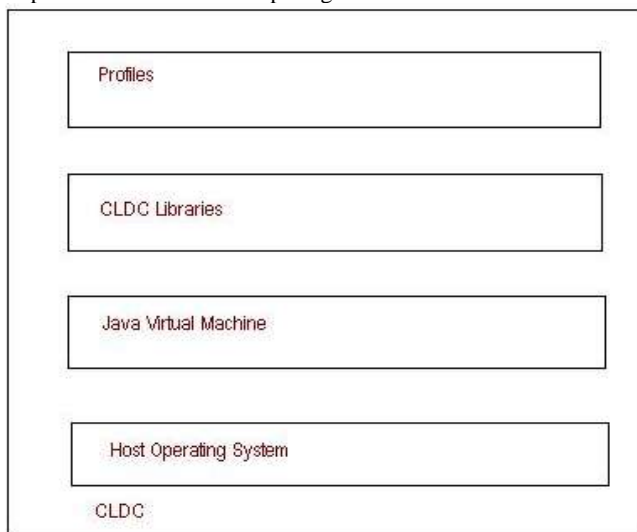 Profiles
CLDC Libraries
Java Virtual Machine
Host Operating System
CLDC